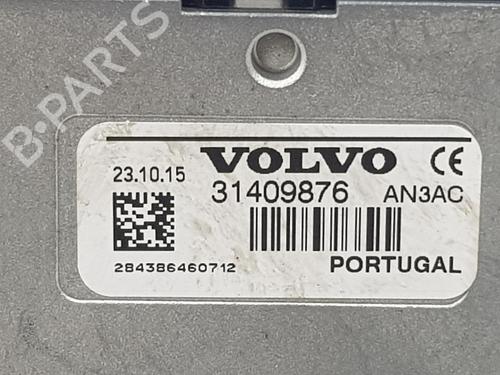 B-PARTS
VOLVO CE
23.10.15
31409876 AN3AC
284386460712
PORTUGAL